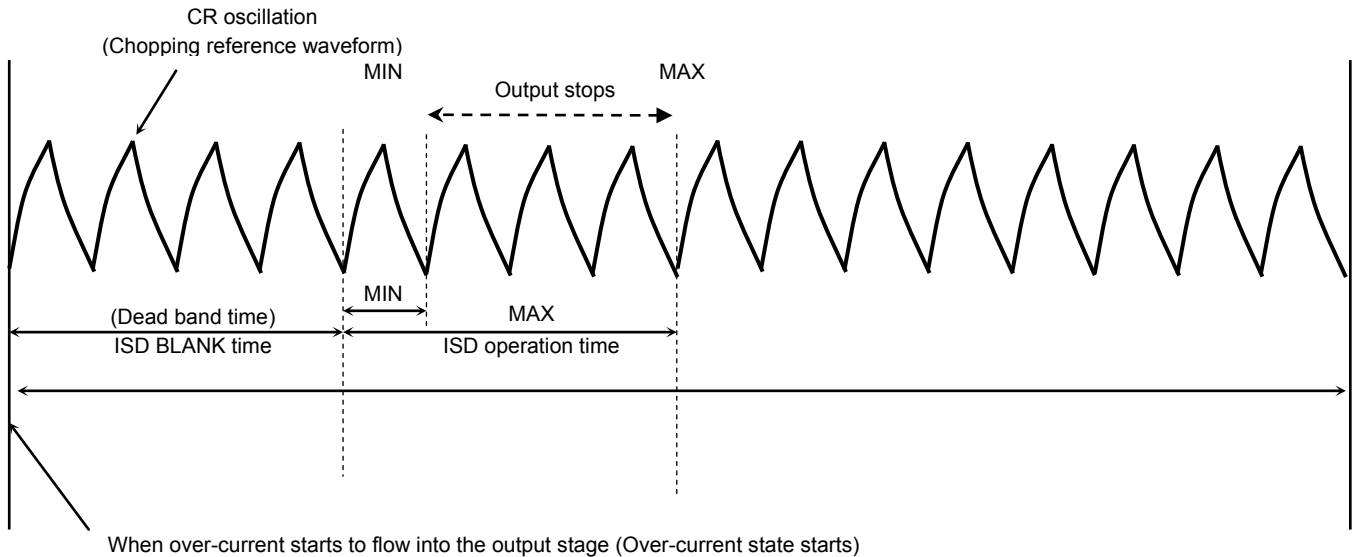 CR oscillation
(Chopping reference waveform)
MIN
MAX
Output stops
MIN
(Dead band time)
MAX
ISD BLANK time
ISD operation time
When over-current starts to flow into the output stage (Over-current state starts)